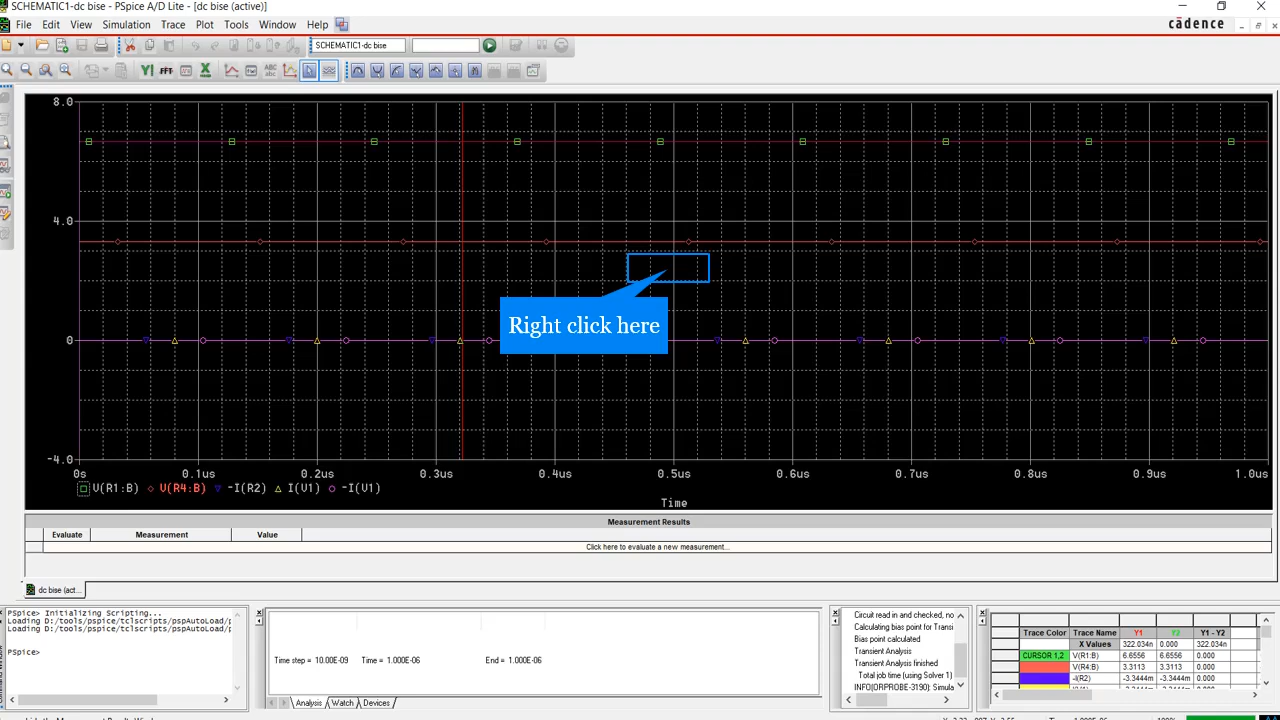 SCHEMATIC1-dc bise - PSpice A/D Lite - [dc bise (active)]
File Edit View Simulation Trace Plot Tools Window Help
cādence
SCHEMATIC1-dc bise
FFT
ABC
8.0
4.0
0
-4.0
Right click here
0s 0.1us 0.2us 0.3us 0.4us 0.5us 0.6us 0.7us 0.8us 0.9us 1.0us
V(R1:B) V(R4:B) -I(R2) I(V1) -I(V1)
Time
Measurement Results
Evaluate Measurement Value
Click here to evaluate a new measurement...
dc bise (act...
PSpice> Initializing Scripting...
Loading D:/tools/pspice/tclscripts/pspAutoLoad/
Loading D:/tools/pspice/tclscripts/pspAutoLoad/
PSpice>
Time step = 10.00E-09 Time = 1.000E-06 End = 1.000E-06
Analysis Watch Devices
Circuit read in and checked, no
Calculating bias point for Transi
Bias point calculated
Transient Analysis
Transient Analysis finished
Total job time (using Solver 1)
INFO(ORPROBE-3190): Simula
Trace Color Trace Name Y1 Y2 Y1 - Y2
X Values 322.034n 0.000 322.034n
CURSOR 1,2 V(R1:B) 6.6556 6.6556 0.000
V(R4:B) 3.3113 3.3113 0.000
-I(R2) -3.3444m -3.3444m 0.000